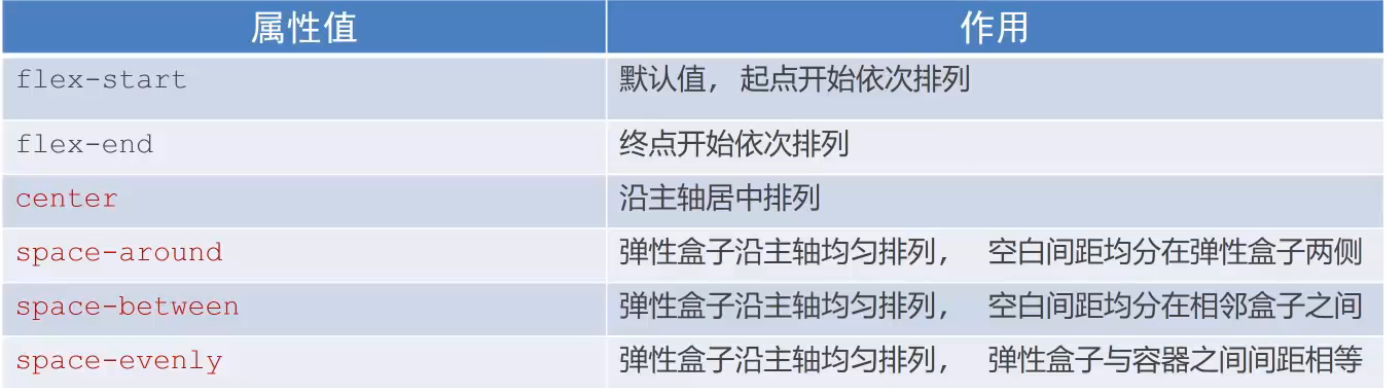 属性值 作用
flex-start 默认值，起点开始依次排列
flex-end 终点开始依次排列
center 沿主轴居中排列
space-around 弹性盒子沿主轴均匀排列， 空白间距均分在弹性盒子两侧
space-between 弹性盒子沿主轴均匀排列， 空白间距均分在相邻盒子之间
space-evenly 弹性盒子沿主轴均匀排列， 弹性盒子与容器之间间距相等